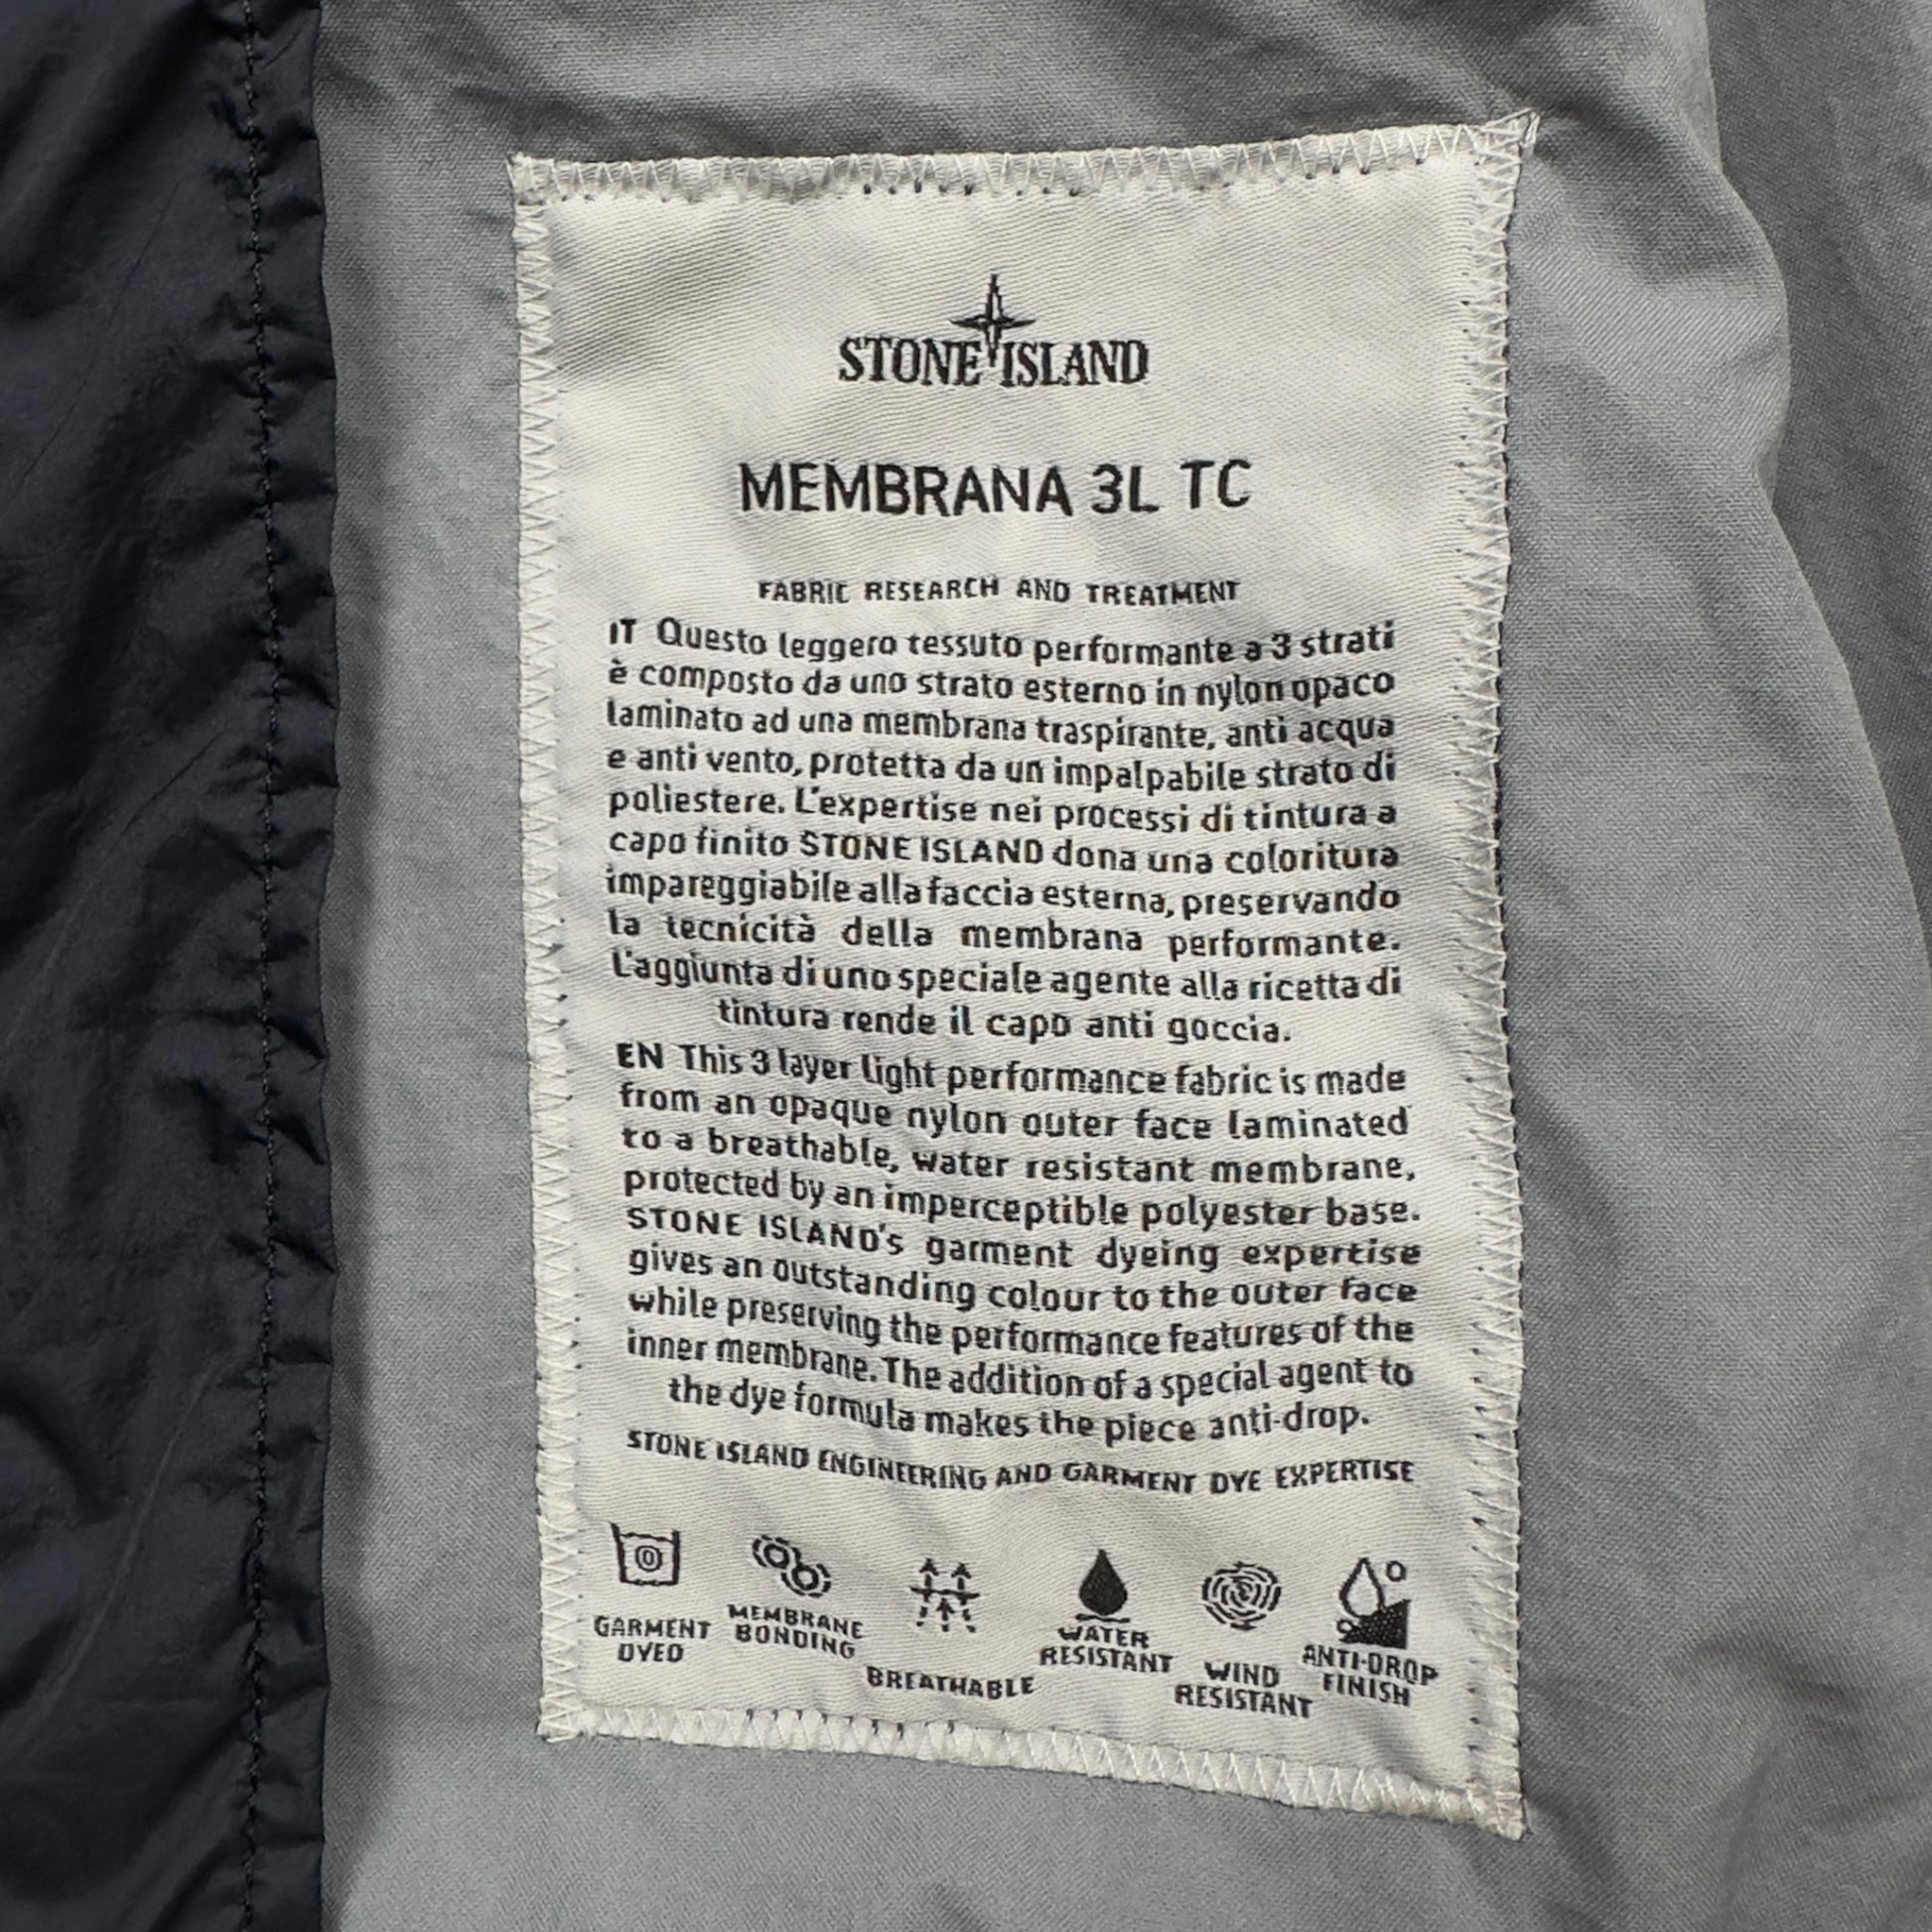 STONE ISLAND
MEMBRANA 3L TC
FABRIC RESEARCH AND TREATMENT
IT Questo leggero tessuto performante a 3 strati
è composto da uno strato esterno in nylon opaco
laminato ad una membrana traspirante, anti acqua
e anti vento, protetta da un impalpabile strato di
poliestere. L'expertise nei processi di tintura a
capo finito STONE ISLAND dona una coloritura
impareggiabile alla faccia esterna, preservando
la tecnicità della membrana performante.
L'aggiunta di uno speciale agente alla ricetta di
tintura rende il capo anti goccia.
EN This 3 layer light performance fabric is made
from an opaque nylon outer face laminated
to a breathable, water resistant membrane,
protected by an imperceptible polyester base.
STONE ISLAND's garment dyeing expertise
gives an outstanding colour to the outer face
while preserving the performance features of the
inner membrane. The addition of a special agent to
the dye formula makes the piece anti-drop.
STONE ISLAND ENGINEERING AND GARMENT DYE EXPERTISE
GARMENT
DYED
MEMBRANE
BONDING
BREATHABLE
WATER
RESISTANT
WIND
RESISTANT
ANTI-DROP
FINISH